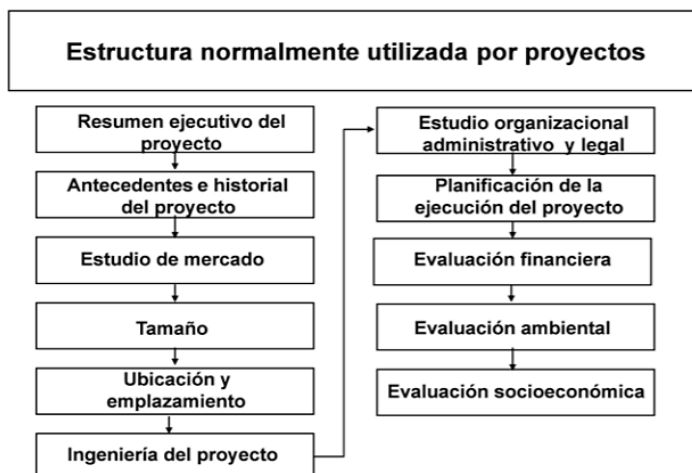 Estructura normalmente utilizada por proyectos
Resumen ejecutivo del
proyecto
Antecedentes e historial
del proyecto
Estudio de mercado
Tamaño
Ubicación y
emplazamiento
Ingeniería del proyecto
Estudio organizacional
administrativo y legal
Planificación de la
ejecución del proyecto
Evaluación financiera
Evaluación ambiental
Evaluación socioeconómica